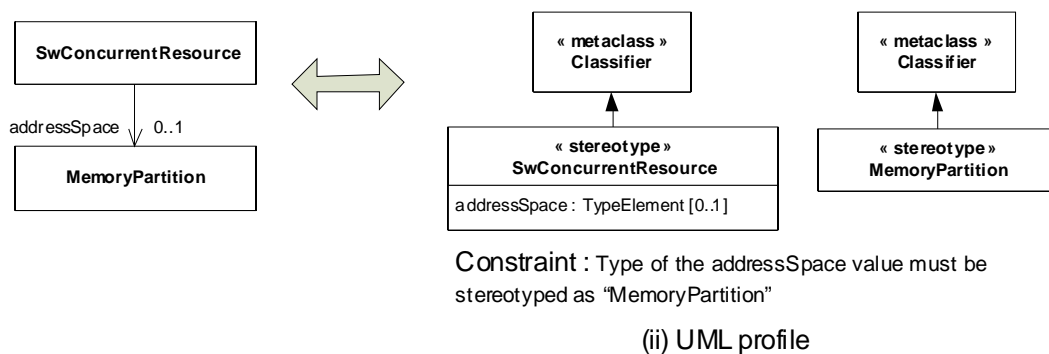 SwConcurrentResource
addressSpace 0..1
MemoryPartition
« metaclass »
Classifier
« stereotype »
SwConcurrentResource
addressSpace : TypeElement [0..1]
« metaclass »
Classifier
« stereotype »
MemoryPartition
Constraint : Type of the addressSpace value must be
stereotyped as “MemoryPartition”
(ii) UML profile